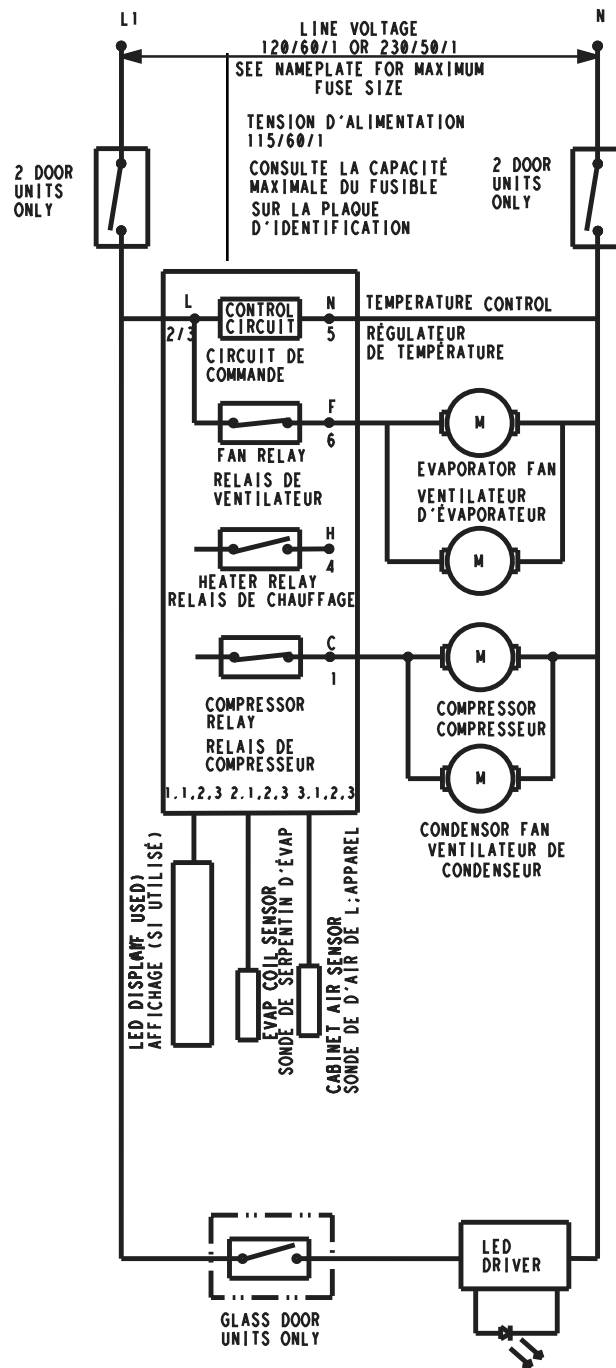 L1
N
LINE VOLTAGE
120/60/1 OR 230/50/1
SEE NAMEPLATE FOR MAXIMUM
FUSE SIZE
TENSION D'ALIMENTATION
115/60/1
CONSULTE LA CAPACITÉ
MAXIMALE DU FUSIBLE
SUR LA PLAQUE
D'IDENTIFICATION
2 DOOR
UNITS
ONLY
2 DOOR
UNITS
ONLY
L
2/3
CONTROL
CIRCUIT
N
5
TEMPERATURE CONTROL
RÉGULATEUR
DE TEMPÉRATURE
CIRCUIT DE
COMMANDE
F
6
M
FAN RELAY
RELAIS DE
VENTILATEUR
EVAPORATOR FAN
VENTILATEUR
D'ÉVAPORATEUR
M
H
4
HEATER RELAY
RELAIS DE CHAUFFAGE
C
1
M
COMPRESSOR
RELAY
RELAIS DE
COMPRESSEUR
COMPRESSOR
COMPRESSEUR
M
CONDENSOR FAN
VENTILATEUR DE
CONDENSEUR
1.1,2,3 2.1,2,3 3.1,2,3
LED DISPLAY USED)
AFFICHAGE (SI UTILISÉ)
EVAP COIL SENSOR
SONDE DE SERPENTIN D'ÉVAP
CABINET AIR SENSOR
SONDE DE D'AIR DE L;APPAREL
GLASS DOOR
UNITS ONLY
LED
DRIVER